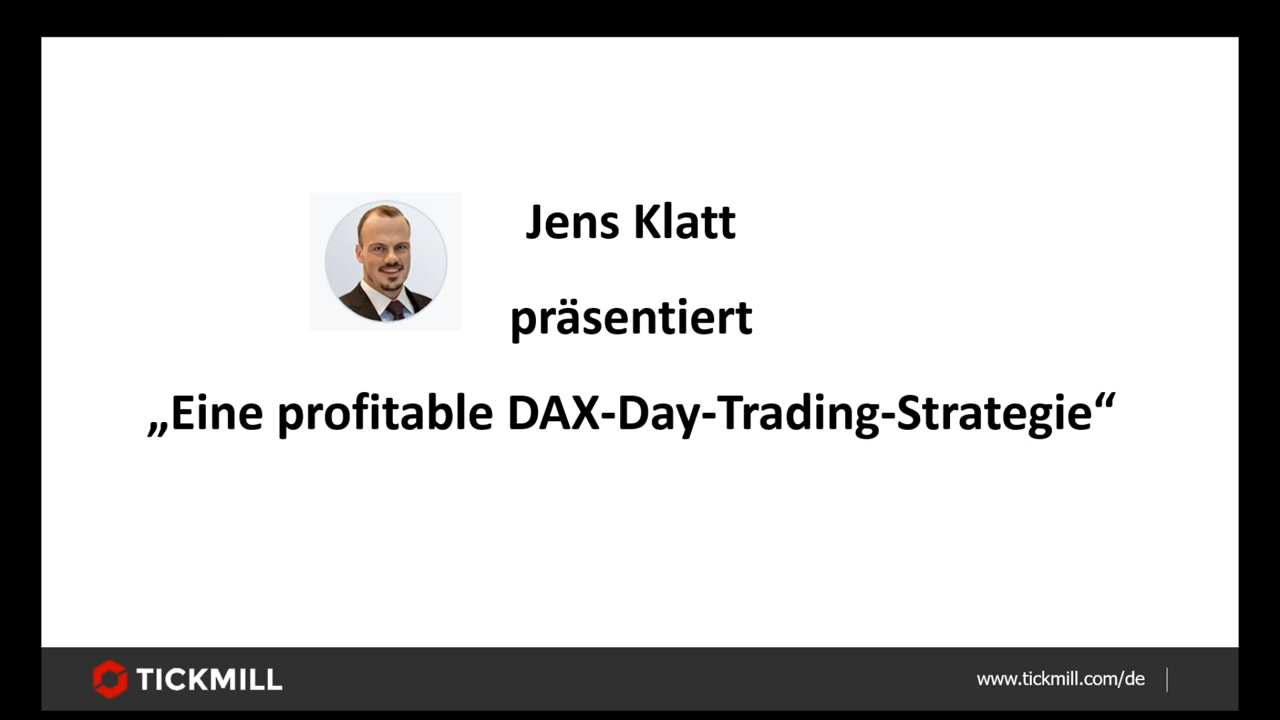 Jens Klatt
präsentiert
„Eine profitable DAX-Day-Trading-Strategie“
TICKMILL
www.tickmill.com/de